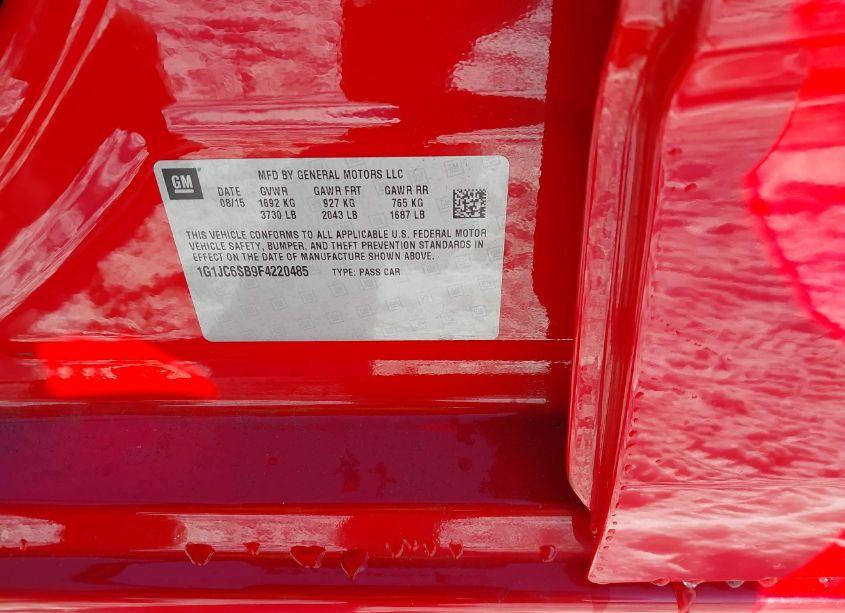 GM
MFD BY GENERAL MOTORS LLC
DATE GVWR GAWR FRT GAWR RR
08/15 1692 KG 927 KG 765 KG
3730 LB 2043 LB 1687 LB
THIS VEHICLE CONFORMS TO ALL APPLICABLE U.S. FEDERAL MOTOR
VEHICLE SAFETY, BUMPER, AND THEFT PREVENTION STANDARDS IN
EFFECT ON THE DATE OF MANUFACTURE SHOWN ABOVE.
1G1JC6SB9F4220485 TYPE: PASS CAR